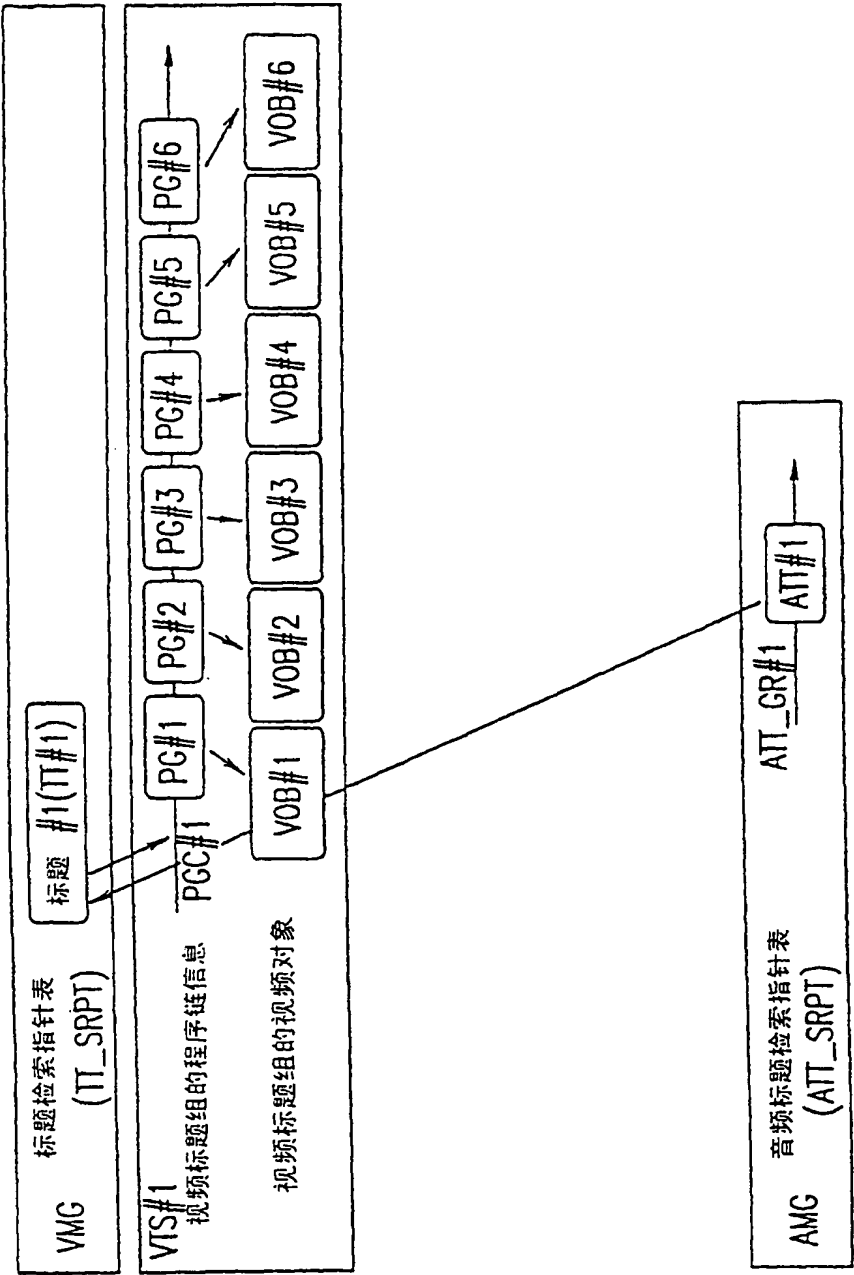 VMG
标题检索指针表
(TT_SRPT)
标题 #1(TT#1)
VTS#1
视频标题组的程序链信息
PGC#1
PG#1
PG#2
PG#3
PG#4
PG#5
PG#6
视频标题组的视频对象
VOB#1
VOB#2
VOB#3
VOB#4
VOB#5
VOB#6
AMG
音频标题检索指针表
(ATT_SRPT)
ATT_GR#1
ATT#1